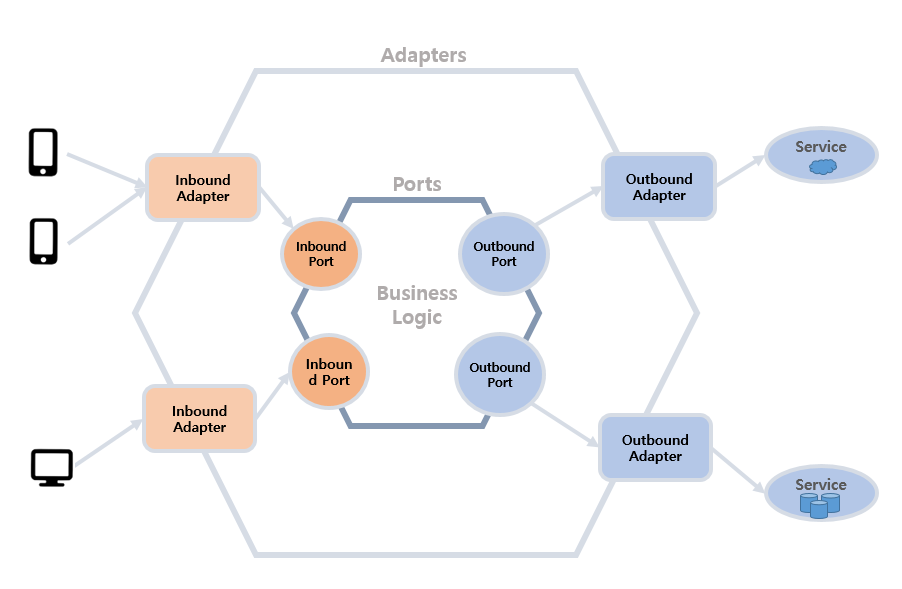 Adapters
Service
Inbound
Adapter
Outbound
Adapter
Ports
Inbound
Port
Outbound
Port
Business
Logic
Inboun
d Port
Outbound
Port
Inbound
Adapter
Outbound
Adapter
Service